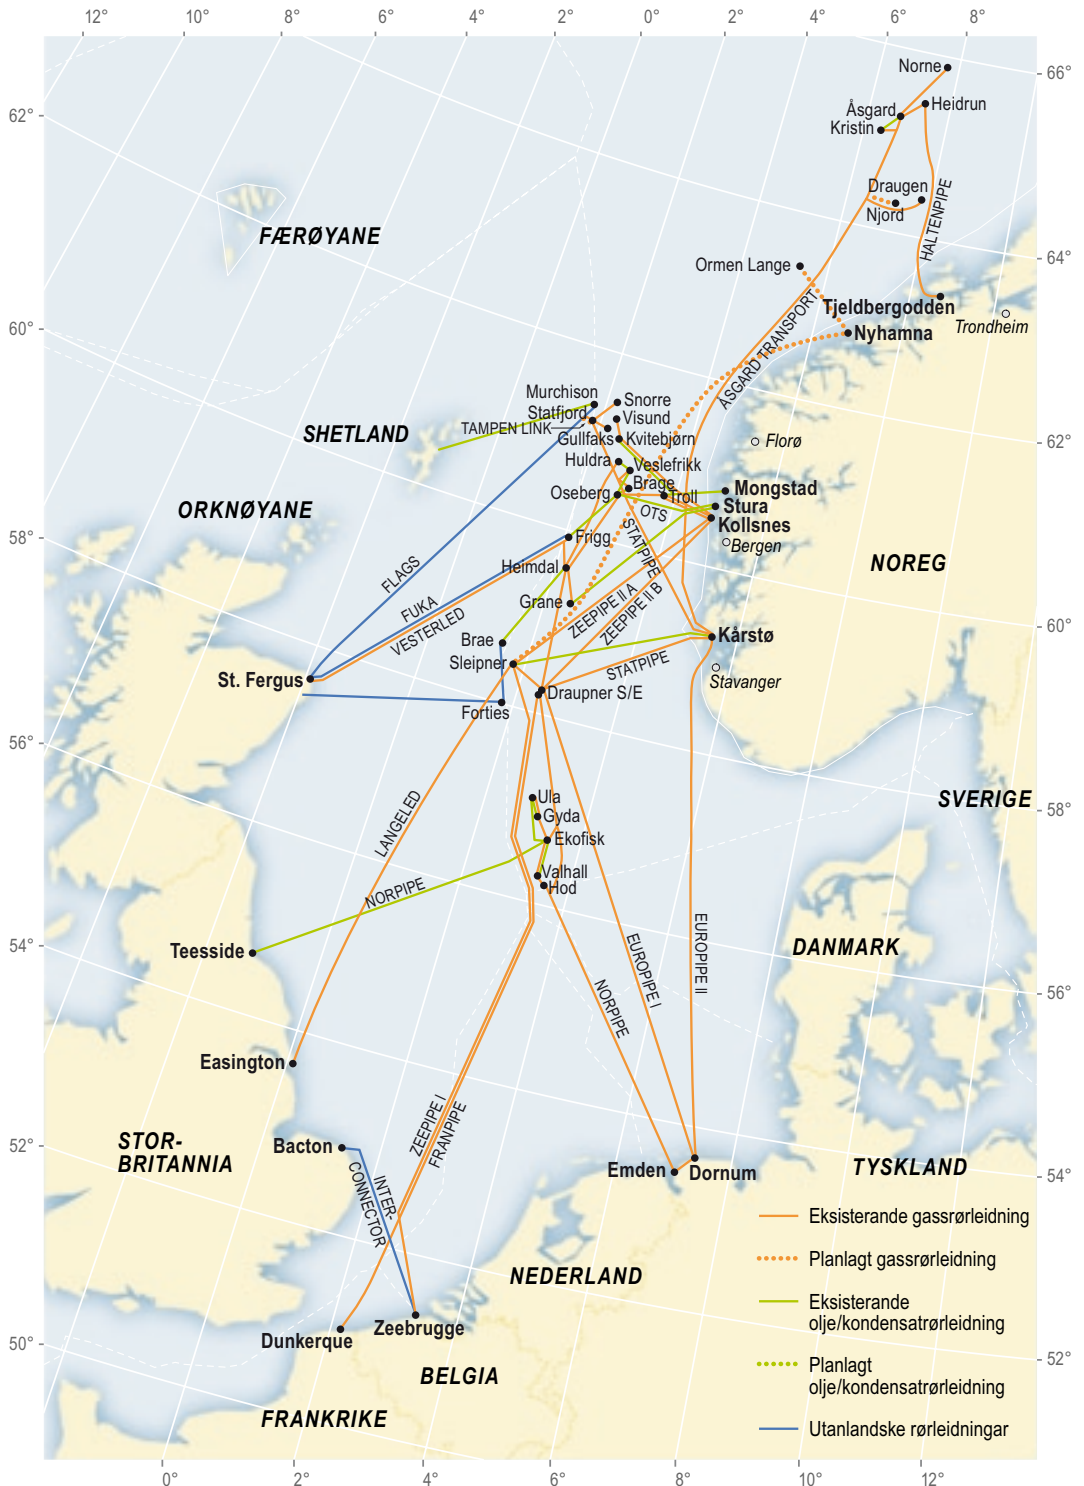 12°
10°
8°
6°
4°
2°
0°
2°
4°
6°
8°
66°
62°
64°
60°
62°
58°
60°
56°
58°
54°
56°
52°
54°
50°
52°
Norne
Åsgard
Heidrun
Kristin
Draugen
Njord
HALTENPIPE
FÆRØYANE
Ormen Lange
Tjeldbergodden
Trondheim
Nyhamna
ÅSGARD TRANSPORT
Murchison
Snorre
Statfjord
Visund
TAMPEN LINK
SHETLAND
Gullfaks
Kvitebjørn
Florø
Huldra
Veslefrikk
Brage
Oseberg
Troll
Mongstad
Stura
OTS
Kollsnes
Bergen
ORKNØYANE
STATPIPE
Frigg
NOREG
FLAGS
Heimdal
FUKA
VESTERLED
Grane
ZEEPIPE II A
ZEEPIPE II B
Brae
Kårstø
Sleipner
STATPIPE
St. Fergus
Stavanger
Draupner S/E
Forties
Ula
Gyda
SVERIGE
LANGELED
Ekofisk
Valhall
Hod
NORPIPE
Teesside
EUROPIPE II
EUROPIPE I
DANMARK
NORPIPE
Easington
ZEEPIPE I
FRANPIPE
STOR-
BRITANNIA
Bacton
INTER-
CONNECTOR
Emden
Dornum
TYSKLAND
NEDERLAND
Zeebrugge
Dunkerque
BELGIA
FRANKRIKE
Eksisterande gassrørleidning
Planlagt gassrørleidning
Eksisterande
olje/kondensatrørleidning
Planlagt
olje/kondensatrørleidning
Utanlandske rørleidningar
0°
2°
4°
6°
8°
10°
12°